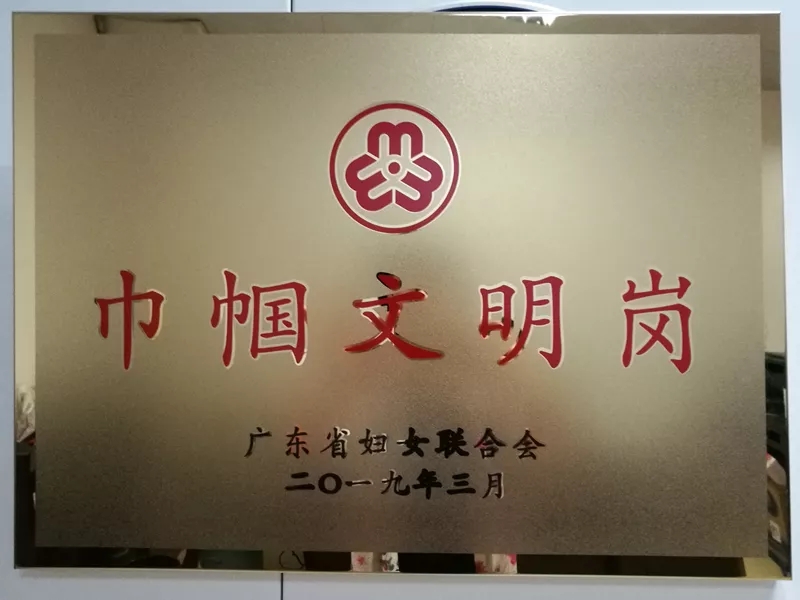 巾帼文明岗
广东省妇女联合会
二〇一九年三月